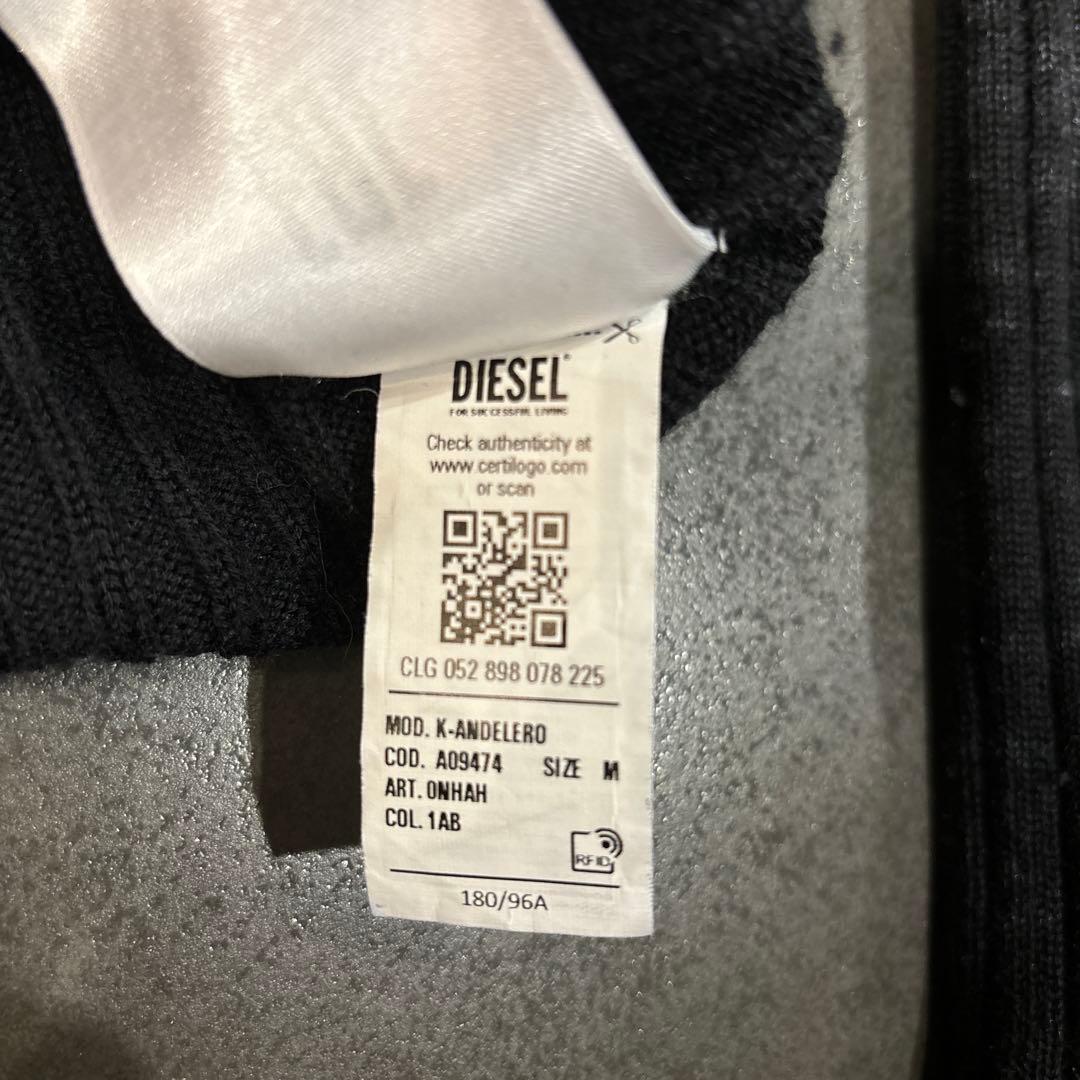 DIESEL
FOR SUCCESSFUL LIVING
Check authenticity at
www.certilogo.com
or scan
CLG 052 898 078 225
MOD. K-ANDELERO
COD. A09474 SIZE M
ART. 0NHAH
COL. 1AB
RFID
180/96A